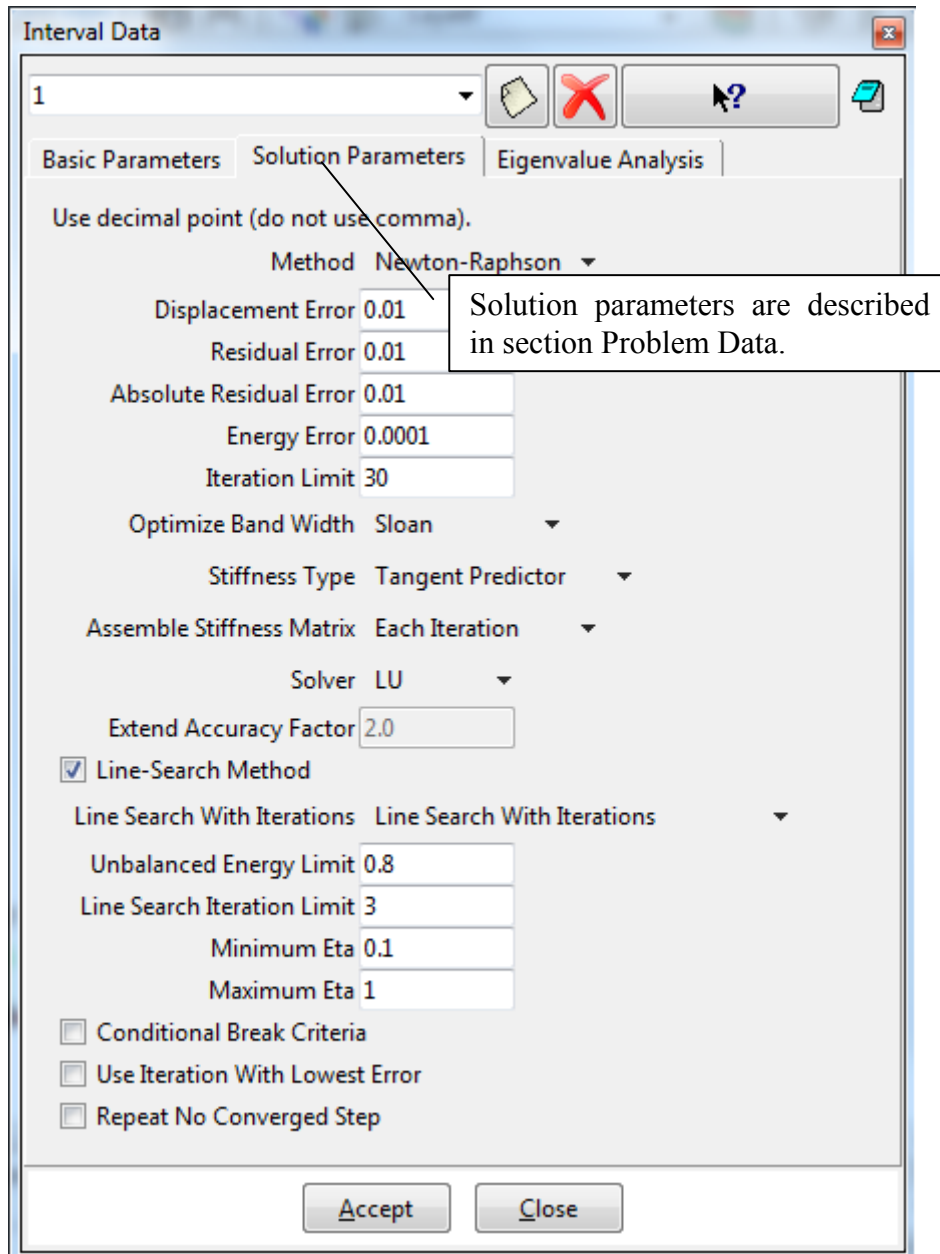 Interval Data
1
?
Basic Parameters Solution Parameters Eigenvalue Analysis
Use decimal point (do not use comma).
Method Newton-Raphson
Solution parameters are described
in section Problem Data.
Displacement Error 0.01
Residual Error 0.01
Absolute Residual Error 0.01
Energy Error 0.0001
Iteration Limit 30
Optimize Band Width Sloan
Stiffness Type Tangent Predictor
Assemble Stiffness Matrix Each Iteration
Solver LU
Extend Accuracy Factor 2.0
Line-Search Method
Line Search With Iterations Line Search With Iterations
Unbalanced Energy Limit 0.8
Line Search Iteration Limit 3
Minimum Eta 0.1
Maximum Eta 1
Conditional Break Criteria
Use Iteration With Lowest Error
Repeat No Converged Step
Accept Close